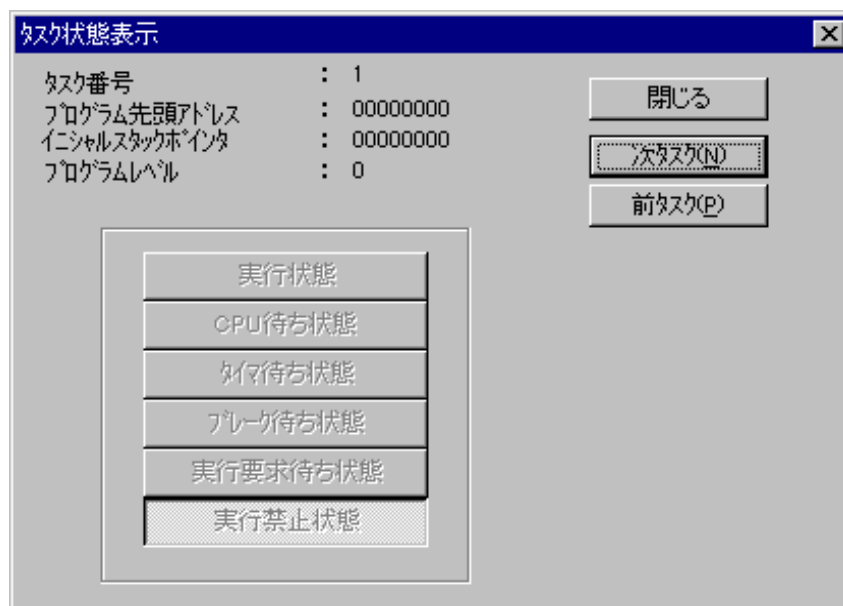 ﾀｽｸ状態表示
ﾀｽｸ番号 : 1
ﾌﾟﾛｸﾞﾗﾑ先頭ｱﾄﾞﾚｽ : 00000000
ｲﾆｼｬﾙｽﾀｯｸﾎﾟｲﾝﾀ : 00000000
ﾌﾟﾛｸﾞﾗﾑﾚﾍﾞﾙ : 0
閉じる
次ﾀｽｸ(N)
前ﾀｽｸ(P)
実行状態
CPU待ち状態
ﾀｲﾏ待ち状態
ﾌﾞﾚｰｸ待ち状態
実行要求待ち状態
実行禁止状態